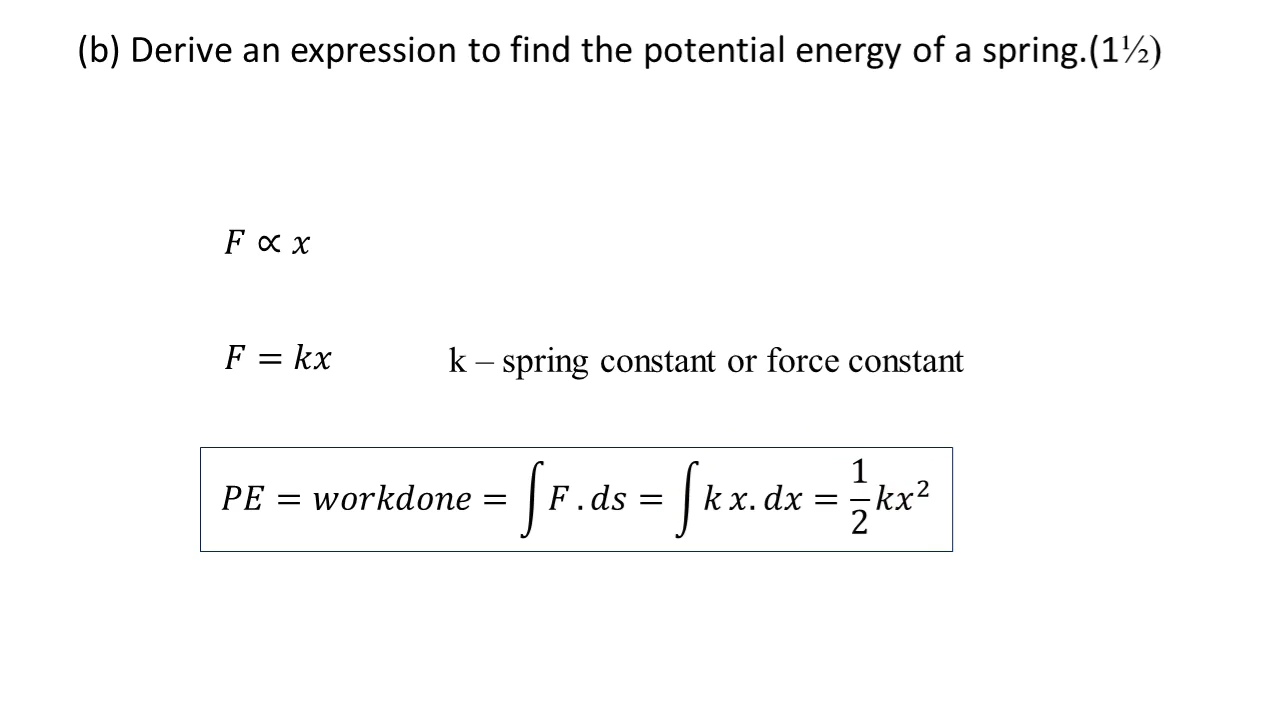 (b) Derive an expression to find the potential energy of a spring.(1½)
F ∝ x
F = kx k – spring constant or force constant
PE = workdone = ∫ F . ds = ∫ k x. dx = 1/2 kx²